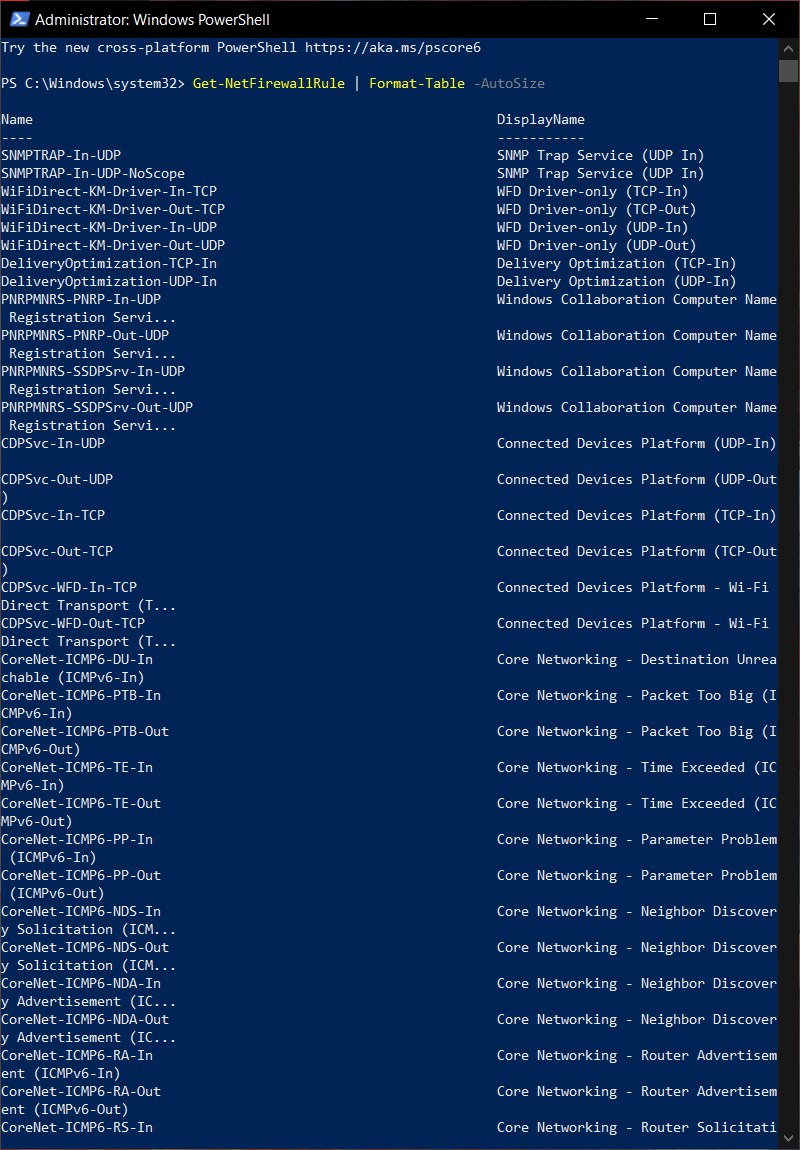 Administrator: Windows PowerShell
Try the new cross-platform PowerShell https://aka.ms/pscore6
PS C:\Windows\system32> Get-NetFirewallRule | Format-Table -AutoSize
Name DisplayName
---- -----------
SNMPTRAP-In-UDP SNMP Trap Service (UDP In)
SNMPTRAP-In-UDP-NoScope SNMP Trap Service (UDP In)
WiFiDirect-KM-Driver-In-TCP WFD Driver-only (TCP-In)
WiFiDirect-KM-Driver-Out-TCP WFD Driver-only (TCP-Out)
WiFiDirect-KM-Driver-In-UDP WFD Driver-only (UDP-In)
WiFiDirect-KM-Driver-Out-UDP WFD Driver-only (UDP-Out)
DeliveryOptimization-TCP-In Delivery Optimization (TCP-In)
DeliveryOptimization-UDP-In Delivery Optimization (UDP-In)
PNRPMNRS-PNRP-In-UDP Windows Collaboration Computer Name
Registration Servi...
PNRPMNRS-PNRP-Out-UDP Windows Collaboration Computer Name
Registration Servi...
PNRPMNRS-SSDPSrv-In-UDP Windows Collaboration Computer Name
Registration Servi...
PNRPMNRS-SSDPSrv-Out-UDP Windows Collaboration Computer Name
Registration Servi...
CDPSvc-In-UDP Connected Devices Platform (UDP-In)
CDPSvc-Out-UDP Connected Devices Platform (UDP-Out
)
CDPSvc-In-TCP Connected Devices Platform (TCP-In)
CDPSvc-Out-TCP Connected Devices Platform (TCP-Out
)
CDPSvc-WFD-In-TCP Connected Devices Platform - Wi-Fi
Direct Transport (T...
CDPSvc-WFD-Out-TCP Connected Devices Platform - Wi-Fi
Direct Transport (T...
CoreNet-ICMP6-DU-In Core Networking - Destination Unrea
chable (ICMPv6-In)
CoreNet-ICMP6-PTB-In Core Networking - Packet Too Big (I
CMPv6-In)
CoreNet-ICMP6-PTB-Out Core Networking - Packet Too Big (I
CMPv6-Out)
CoreNet-ICMP6-TE-In Core Networking - Time Exceeded (IC
MPv6-In)
CoreNet-ICMP6-TE-Out Core Networking - Time Exceeded (IC
MPv6-Out)
CoreNet-ICMP6-PP-In Core Networking - Parameter Problem
(ICMPv6-In)
CoreNet-ICMP6-PP-Out Core Networking - Parameter Problem
(ICMPv6-Out)
CoreNet-ICMP6-NDS-In Core Networking - Neighbor Discover
y Solicitation (ICM...
CoreNet-ICMP6-NDS-Out Core Networking - Neighbor Discover
y Solicitation (ICM...
CoreNet-ICMP6-NDA-In Core Networking - Neighbor Discover
y Advertisement (IC...
CoreNet-ICMP6-NDA-Out Core Networking - Neighbor Discover
y Advertisement (IC...
CoreNet-ICMP6-RA-In Core Networking - Router Advertisem
ent (ICMPv6-In)
CoreNet-ICMP6-RA-Out Core Networking - Router Advertisem
ent (ICMPv6-Out)
CoreNet-ICMP6-RS-In Core Networking - Router Solicitati